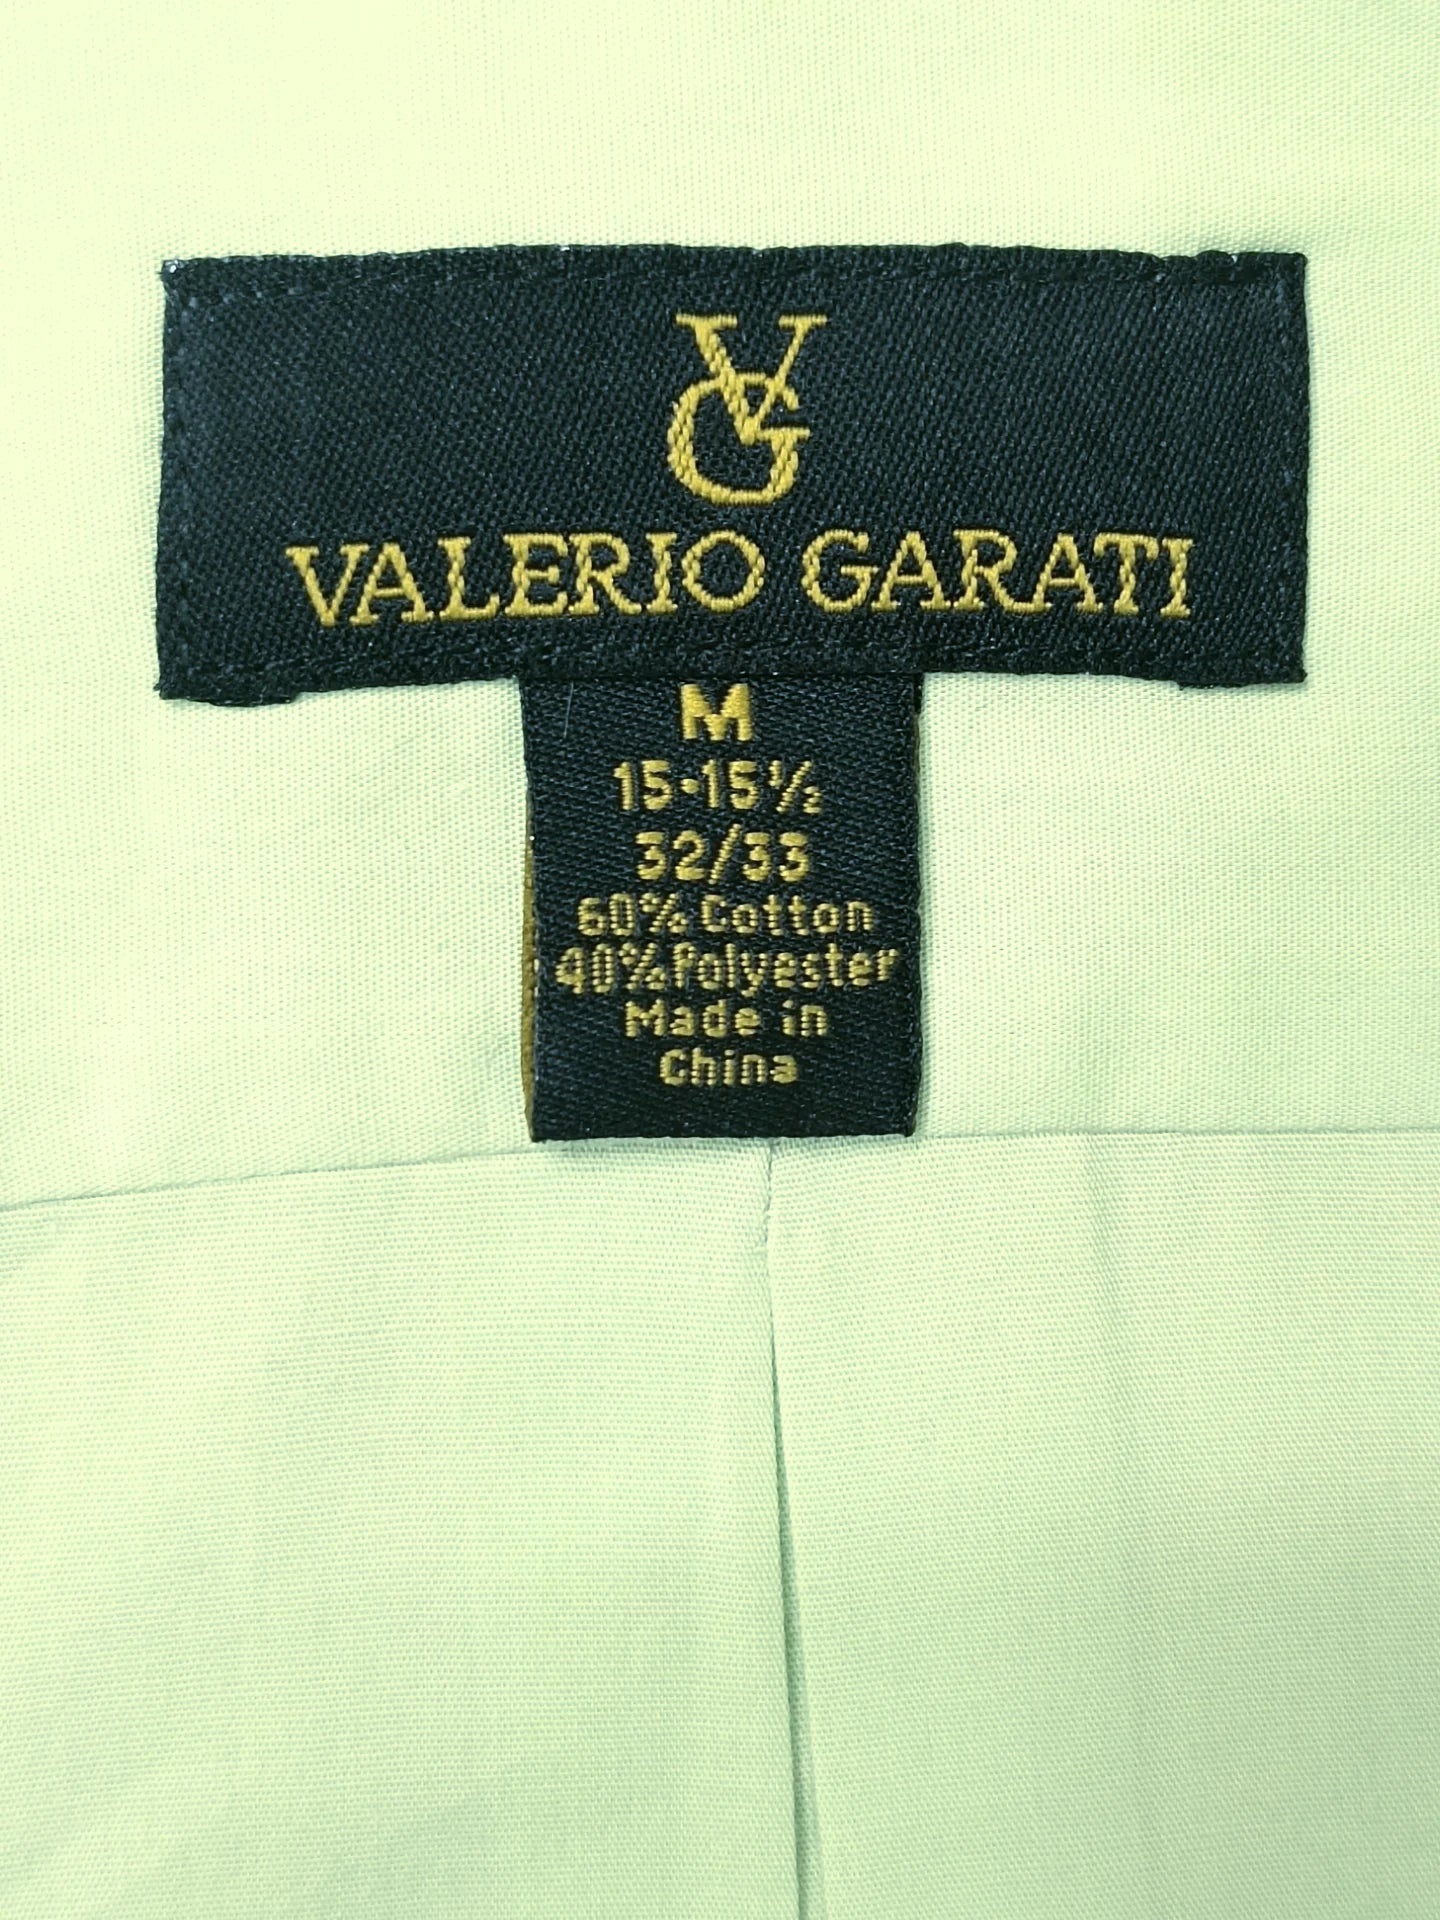 VG
VALERIO GARATI
M
15•15½
32/33
60% Cotton
40% Polyester
Made in
China